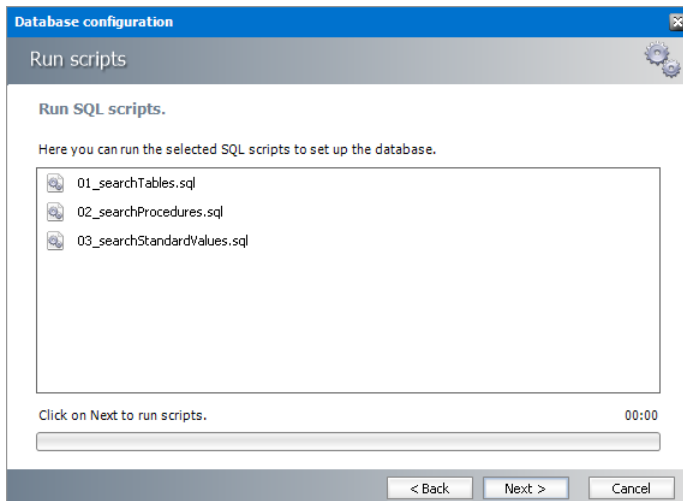 Database configuration
Run scripts
Run SQL scripts.
Here you can run the selected SQL scripts to set up the database.
01_searchTables.sql
02_searchProcedures.sql
03_searchStandardValues.sql
Click on Next to run scripts. 00:00
< Back Next > Cancel